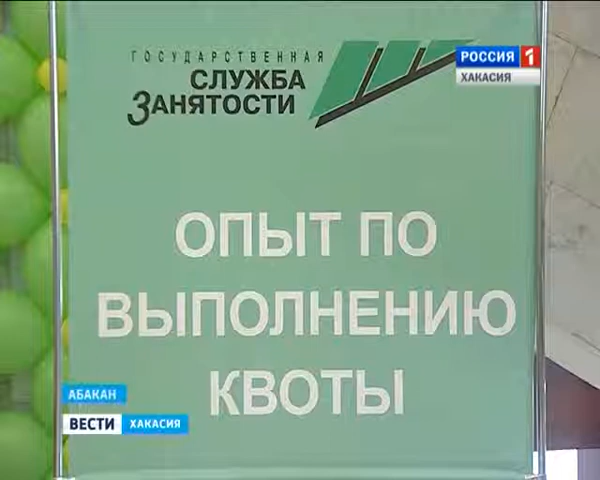 ГОСУДАРСТВЕННАЯ
СЛУЖБА
ЗАНЯТОСТИ
РОССИЯ 1
ХАКАСИЯ
ОПЫТ ПО
ВЫПОЛНЕНИЮ
КВОТЫ
АБАКАН
ВЕСТИ ХАКАСИЯ